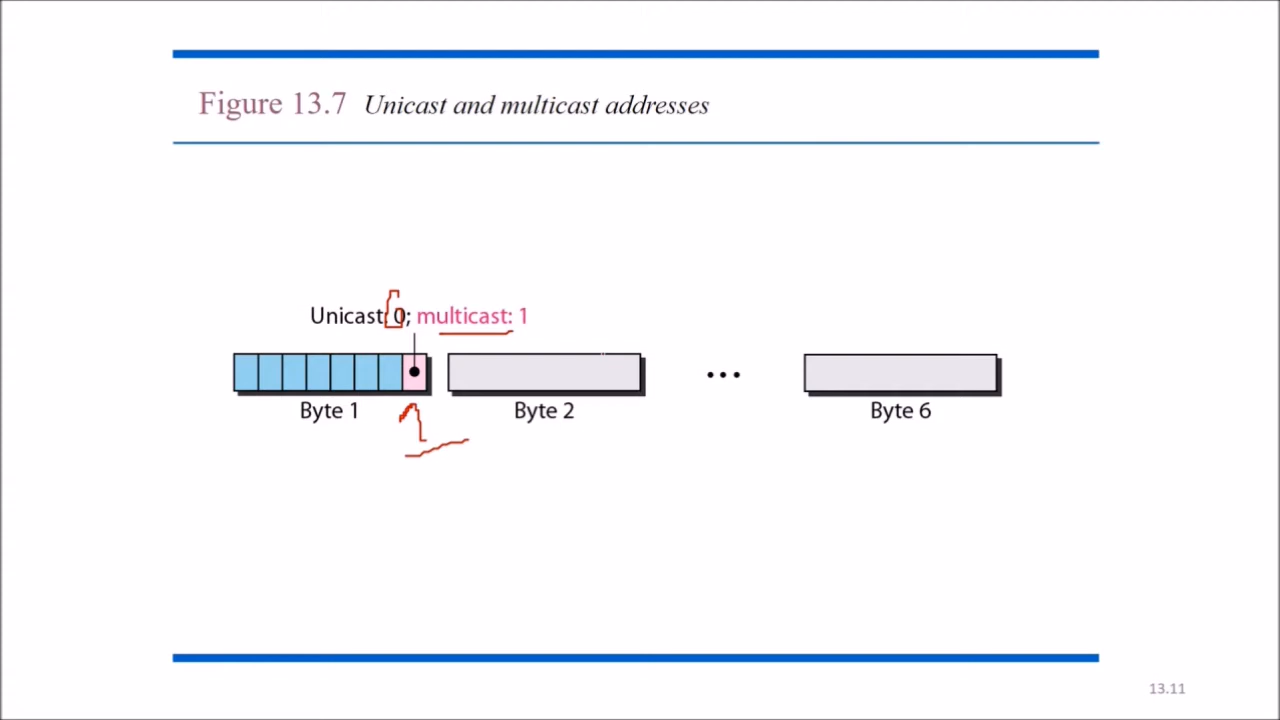 Figure 13.7 Unicast and multicast addresses
Unicast: 0; multicast: 1
Byte 1 Byte 2 ... Byte 6
13.11